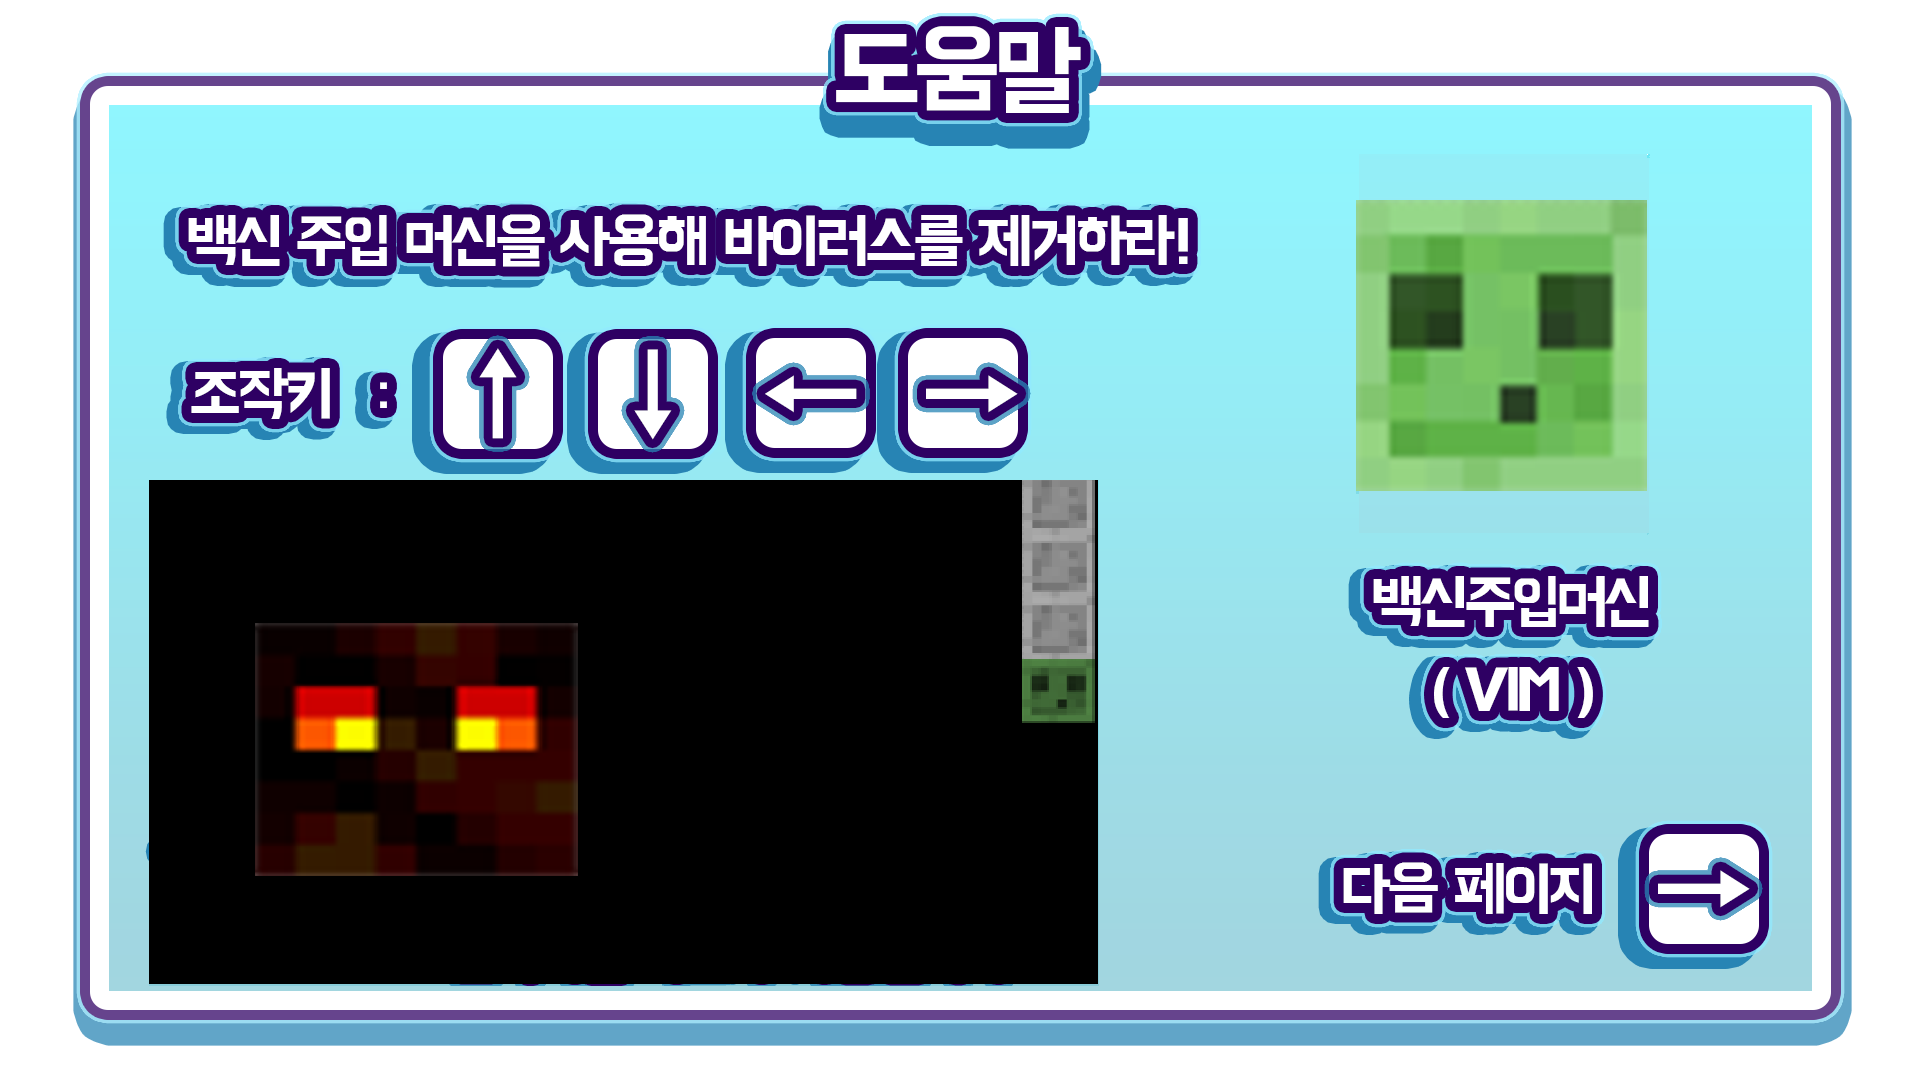 도움말
백신 주입 머신을 사용해 바이러스를 제거하라!
조작키 : ↑ ↓ ← →
백신주입머신
( VIM )
다음 페이지 →